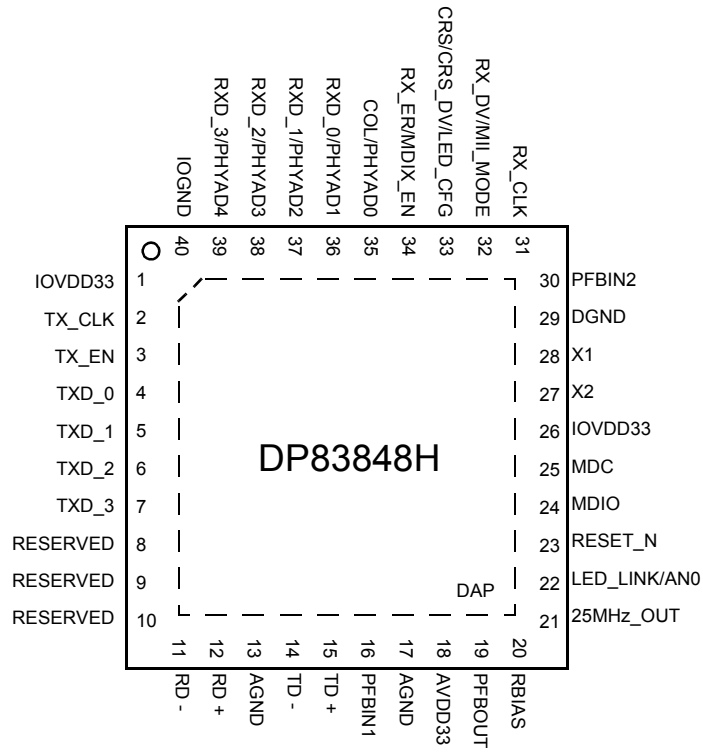 IOGND
RXD_3/PHYAD4
RXD_2/PHYAD3
RXD_1/PHYAD2
RXD_0/PHYAD1
COL/PHYAD0
RX_ER/MDIX_EN
CRS/CRS_DV/LED_CFG
RX_DV/MII_MODE
RX_CLK
40
39
38
37
36
35
34
33
32
31
IOVDD33 1
TX_CLK 2
TX_EN 3
TXD_0 4
TXD_1 5
TXD_2 6
TXD_3 7
RESERVED 8
RESERVED 9
RESERVED 10
DP83848H
DAP
30 PFBIN2
29 DGND
28 X1
27 X2
26 IOVDD33
25 MDC
24 MDIO
23 RESET_N
22 LED_LINK/AN0
21 25MHz_OUT
11
12
13
14
15
16
17
18
19
20
RD -
RD +
AGND
TD -
TD +
PFBIN1
AGND
AVDD33
PFBOUT
RBIAS